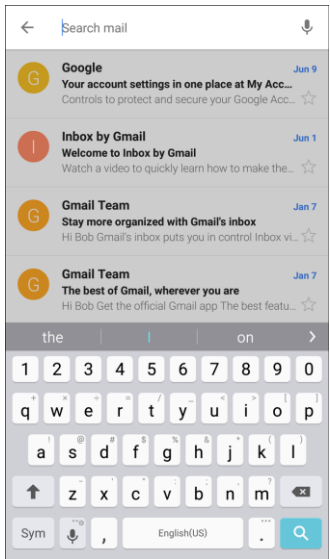 Search mail
G
Google
Jun 9
Your account settings in one place at My Acc...
Controls to protect and secure your Google Acc...
I
Inbox by Gmail
Jun 1
Welcome to Inbox by Gmail
Watch a video to quickly learn how to make the...
G
Gmail Team
Jan 7
Stay more organized with Gmail's inbox
Hi Bob Gmail's inbox puts you in control Inbox vi...
G
Gmail Team
Jan 7
The best of Gmail, wherever you are
Hi Bob Get the official Gmail app The best featu...
the I on
1 2 3 4 5 6 7 8 9 0
q w e r t y u i o p
a s d f g h j k l
z x c v b n m
Sym , English(US) .